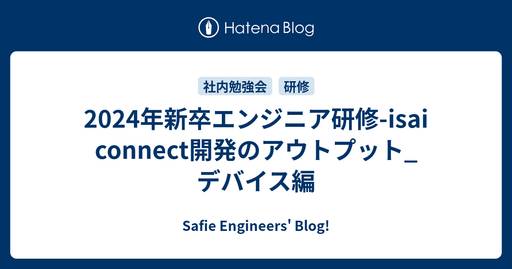 Hatena Blog
社内勉強会 研修
2024年新卒エンジニア研修-isai
connect開発のアウトプット_
デバイス編
Safie Engineers' Blog!